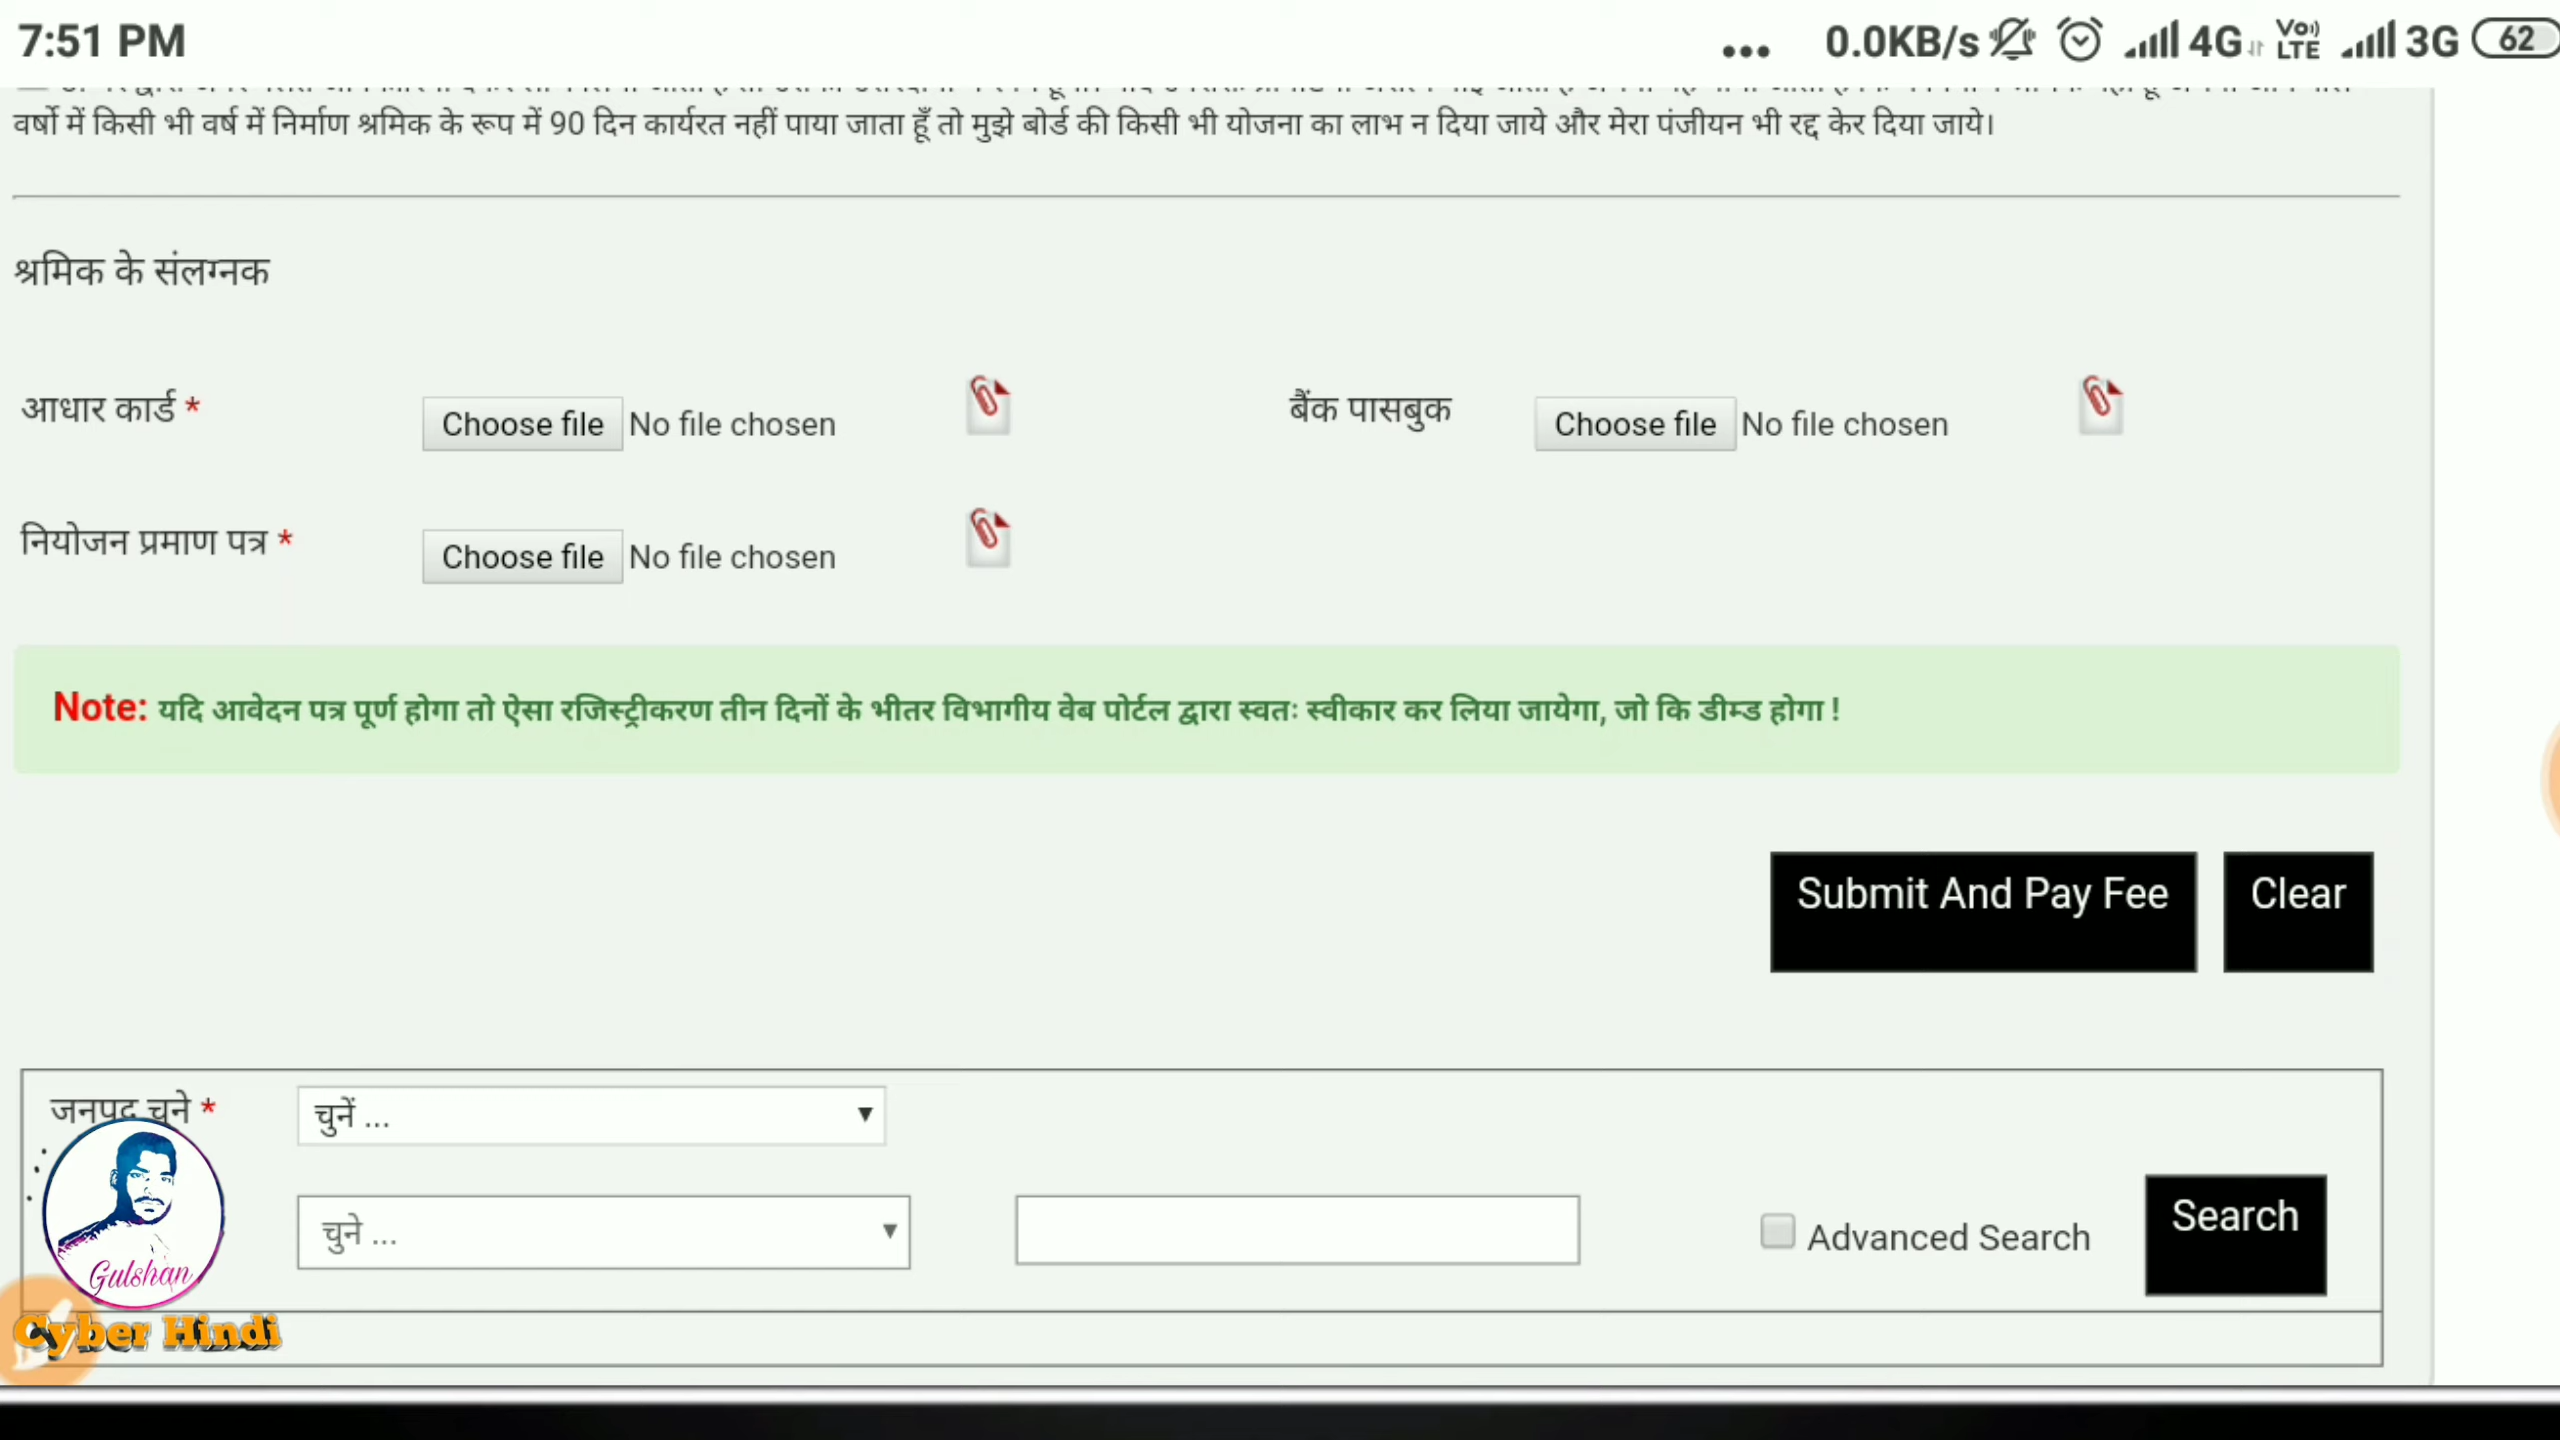 7:51 PM ... 0.0KB/s 4G VoLTE 3G 62
वर्षो में किसी भी वर्ष में निर्माण श्रमिक के रूप में 90 दिन कार्यरत नहीं पाया जाता हूँ तो मुझे बोर्ड की किसी भी योजना का लाभ न दिया जाये और मेरा पंजीयन भी रद्द केर दिया जाये।
श्रमिक के संलग्नक
आधार कार्ड * Choose file No file chosen बैंक पासबुक Choose file No file chosen
नियोजन प्रमाण पत्र * Choose file No file chosen
Note: यदि आवेदन पत्र पूर्ण होगा तो ऐसा रजिस्ट्रीकरण तीन दिनों के भीतर विभागीय वेब पोर्टल द्वारा स्वतः स्वीकार कर लिया जायेगा, जो कि डीम्ड होगा !
Submit And Pay Fee Clear
जनपद चुने * चुनें ...
चुने ... Advanced Search Search
Gulshan
Cyber Hindi